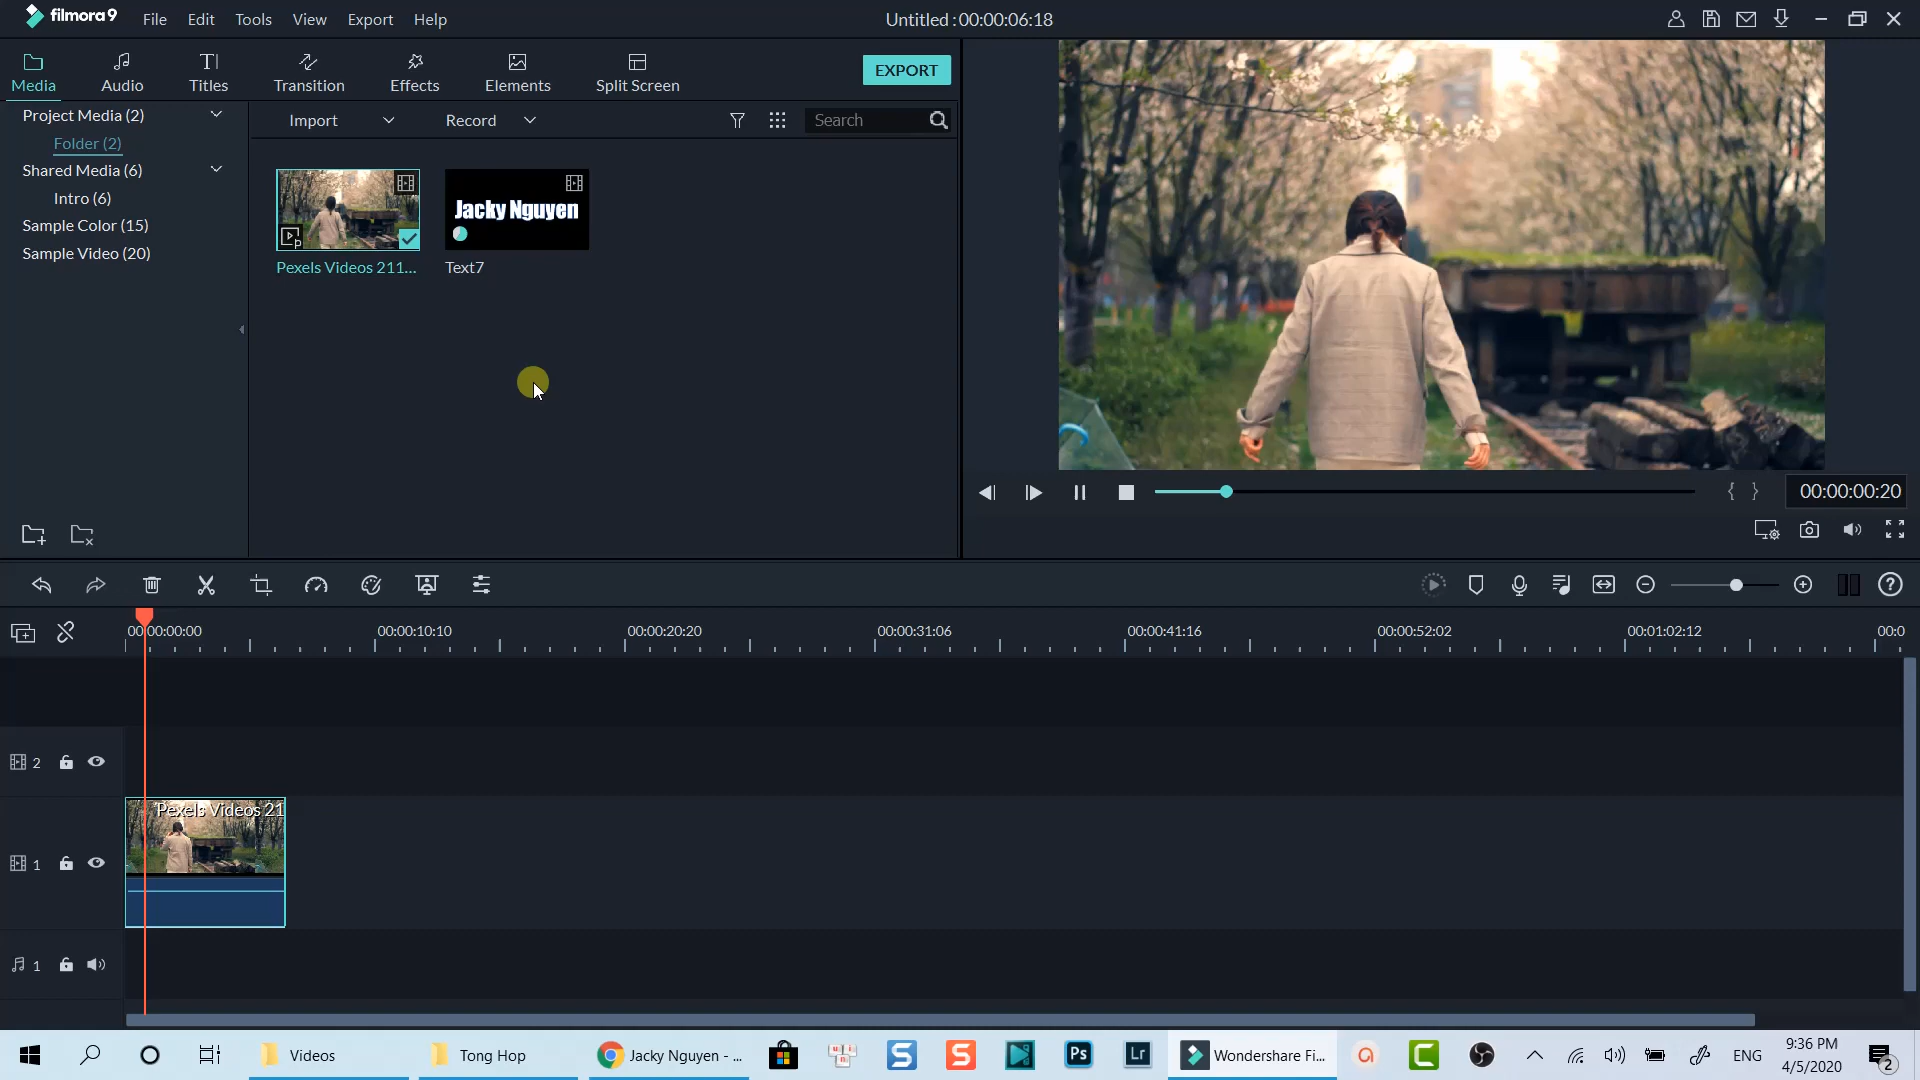 filmora9 File Edit Tools View Export Help Untitled : 00:00:06:18
Media Audio Titles Transition Effects Elements Split Screen EXPORT
Project Media (2) Import Record Search
Folder (2)
Shared Media (6)
Intro (6)
Sample Color (15)
Sample Video (20)
Jacky Nguyen
Pexels Videos 211... Text7
00:00:00:20
00:00:00:00 00:00:10:10 00:00:20:20 00:00:31:06 00:00:41:16 00:00:52:02 00:01:02:12 00:0
2
Pexels Videos 21
1
1
Videos Tong Hop Jacky Nguyen - ... Ps Lr Wondershare Fi... ENG 9:36 PM
4/5/2020 2